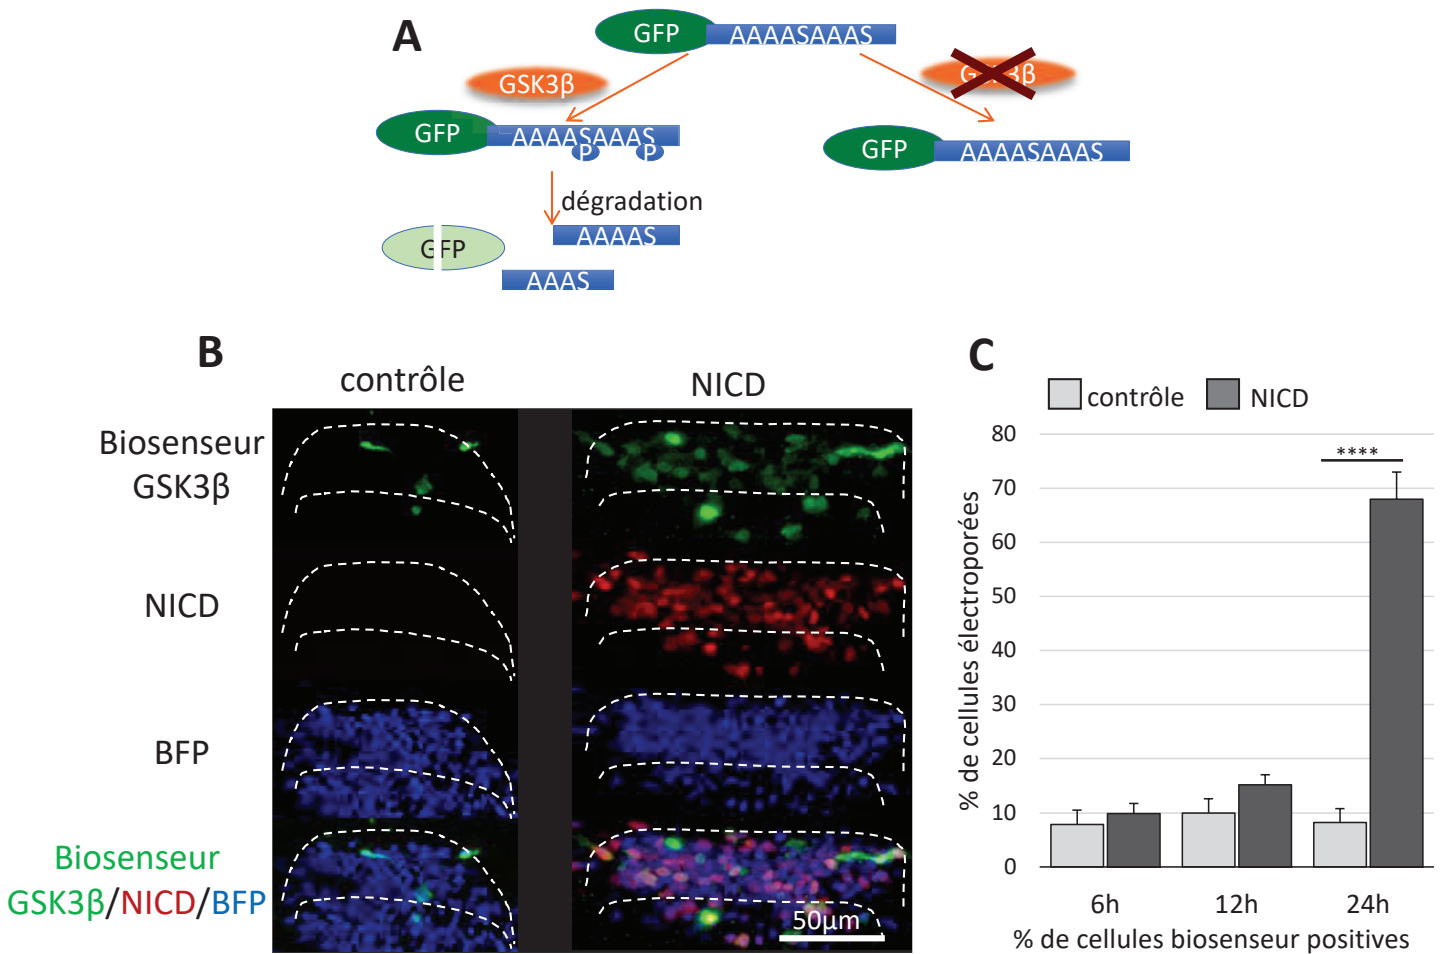 A
GFP AAAASAAAS
GSK3β
GSK3β
GFP AAAASAAAS
P P
GFP AAAASAAAS
dégradation
GFP
AAAAS
AAAS
B
contrôle
NICD
Biosenseur
GSK3β
NICD
BFP
Biosenseur
GSK3β/NICD/BFP
50µm
C
contrôle
NICD
% de cellules électroporées
80
70
60
50
40
30
20
10
0
****
6h
12h
24h
% de cellules biosenseur positives